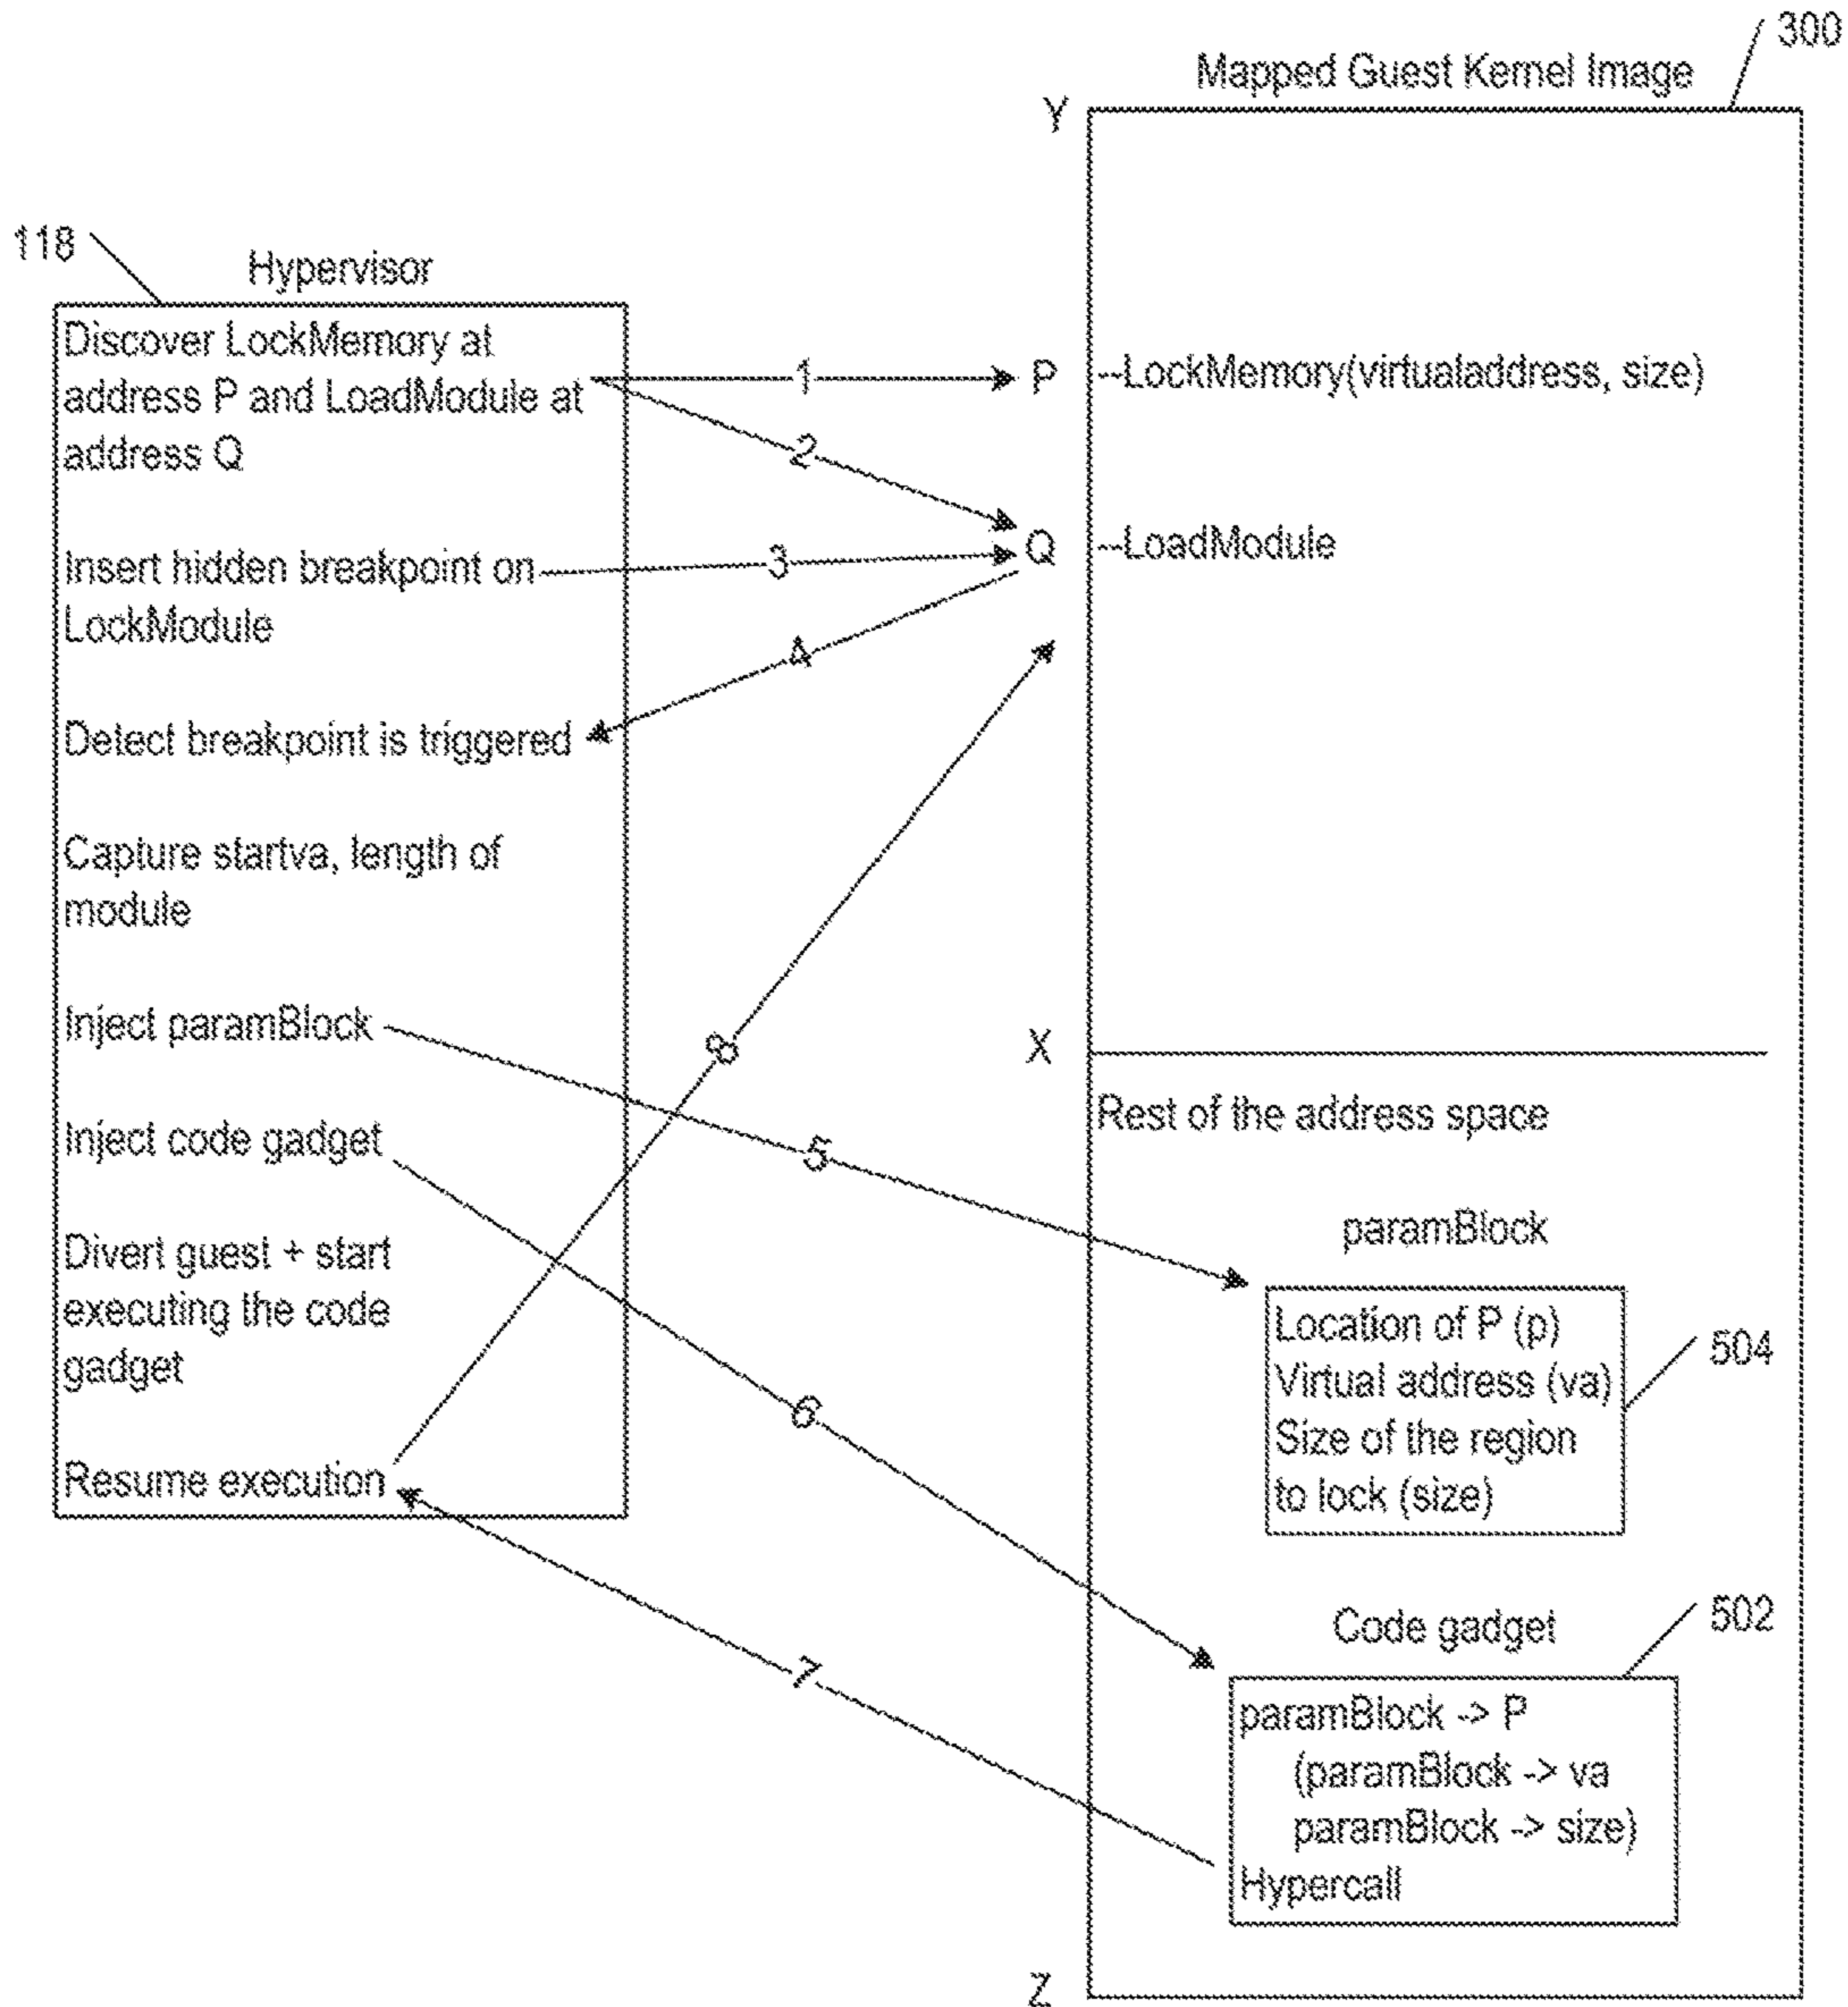 300
Mapped Guest Kernel Image
Y
118
Hypervisor
Discover LockMemory at
address P and LoadModule at
address Q
1
P
--LockMemory(virtualaddress, size)
2
Q
--LoadModule
Insert hidden breakpoint on
LockModule
3
4
Detect breakpoint is triggered
Capture startva, length of
module
Inject paramBlock
8
X
Rest of the address space
Inject code gadget
5
paramBlock
Divert guest + start
executing the code
gadget
Location of P (p)
Virtual address (va)
Size of the region
to lock (size)
504
6
Resume execution
7
Code gadget
502
paramBlock -> P
(paramBlock -> va
paramBlock -> size)
Hypercall
Z